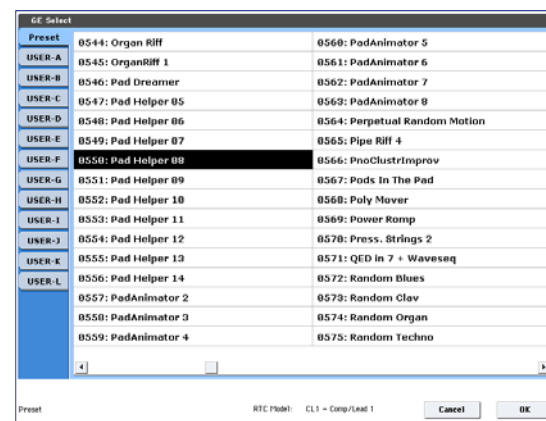 GE Select
Preset
USER-A
USER-B
USER-C
USER-D
USER-E
USER-F
USER-G
USER-H
USER-I
USER-J
USER-K
USER-L
0544: Organ Riff
0545: OrganRiff 1
0546: Pad Dreamer
0547: Pad Helper 05
0548: Pad Helper 06
0549: Pad Helper 07
0550: Pad Helper 08
0551: Pad Helper 09
0552: Pad Helper 10
0553: Pad Helper 11
0554: Pad Helper 12
0555: Pad Helper 13
0556: Pad Helper 14
0557: PadAnimator 2
0558: PadAnimator 3
0559: PadAnimator 4
0560: PadAnimator 5
0561: PadAnimator 6
0562: PadAnimator 7
0563: PadAnimator 8
0564: Perpetual Random Motion
0565: Pipe Riff 4
0566: PnoClustrImprov
0567: Pods In The Pad
0568: Poly Mover
0569: Power Romp
0570: Press. Strings 2
0571: QED in 7 + Waveseq
0572: Random Blues
0573: Random Clav
0574: Random Organ
0575: Random Techno
Preset
RTC Model: CL1 - Comp/Lead 1
Cancel
OK